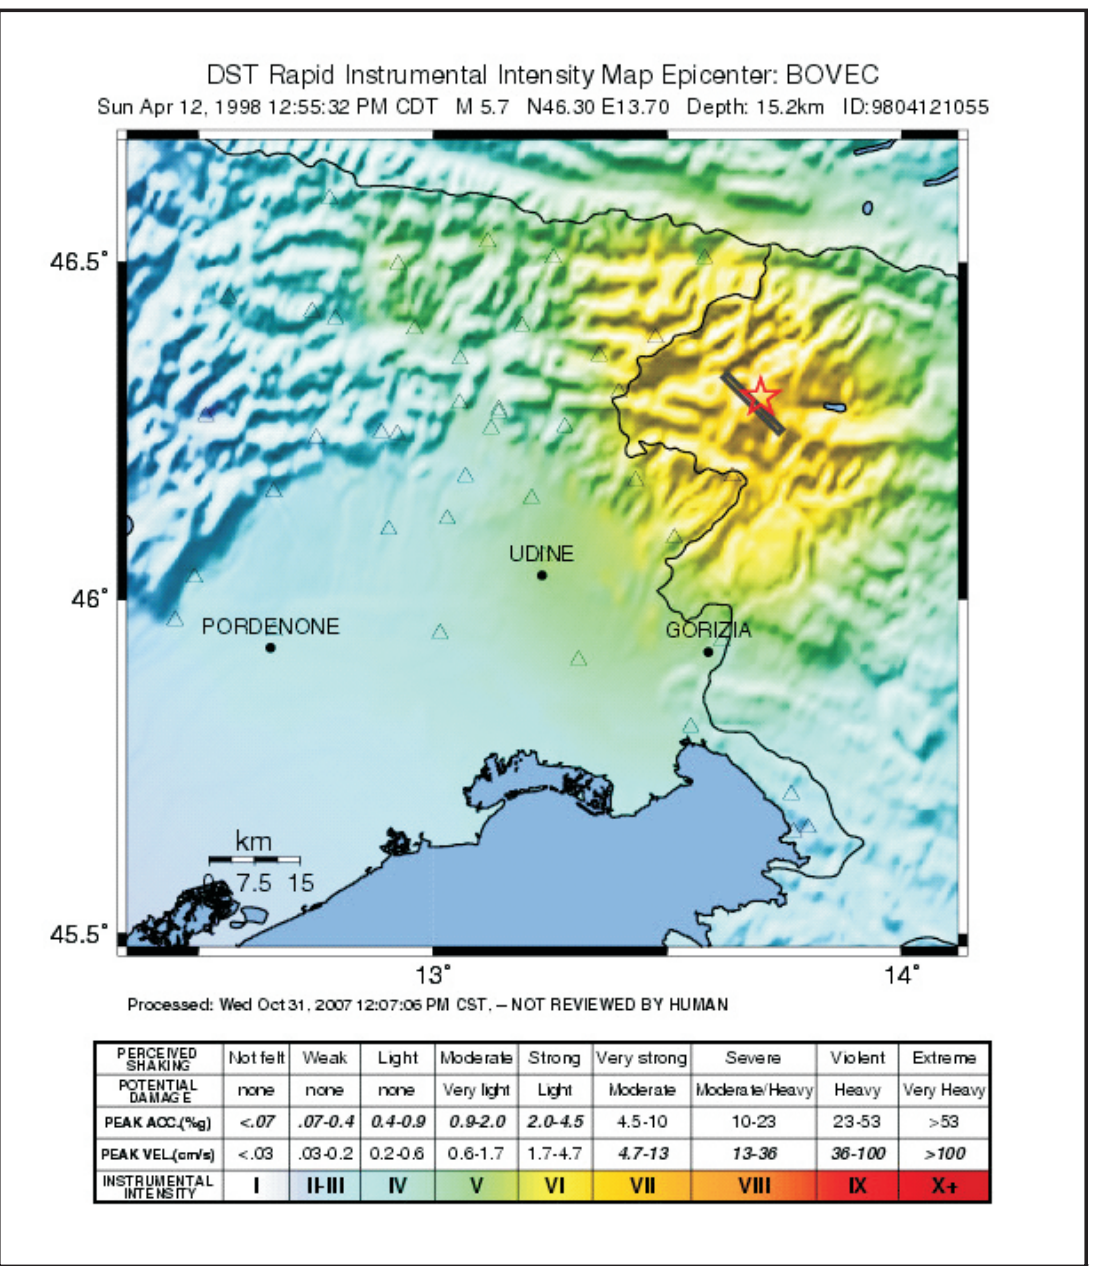 DST Rapid Instrumental Intensity Map Epicenter: BOVEC
Sun Apr 12, 1998 12:55:32 PM CDT M 5.7 N46.30 E13.70 Depth: 15.2km ID:9804121055
46.5˚
46˚
45.5˚
UDINE
PORDENONE
GORIZIA
km
0 7.5 15
13˚ 14˚
Processed: Wed Oct 31, 2007 12:07:06 PM CST, -- NOT REVIEWED BY HUMAN
PERCEIVED SHAKING Not felt Weak Light Moderate Strong Very strong Severe Violent Extreme
POTENTIAL DAMAGE none none none Very light Light Moderate Moderate/Heavy Heavy Very Heavy
PEAK ACC.(%g) <.07 .07-0.4 0.4-0.9 0.9-2.0 2.0-4.5 4.5-10 10-23 23-53 >53
PEAK VEL.(cm/s) <.03 .03-0.2 0.2-0.6 0.6-1.7 1.7-4.7 4.7-13 13-36 36-100 >100
INSTRUMENTAL INTENSITY I II-III IV V VI VII VIII IX X+